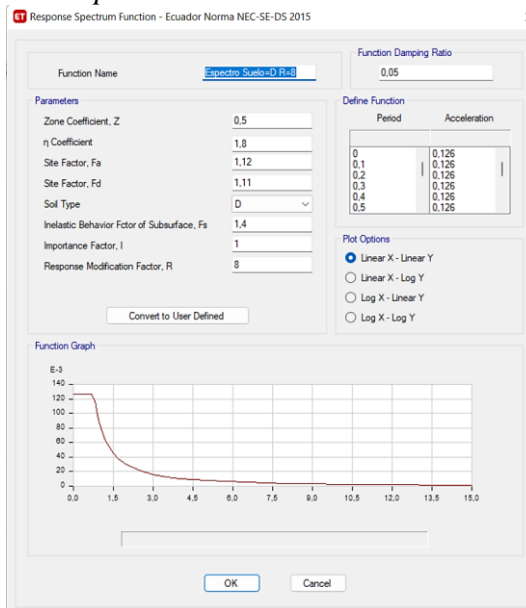 ET Response Spectrum Function - Ecuador Norma NEC-SE-DS 2015
Function Name
Espectro Suelo=D R=8
Function Damping Ratio
0,05
Parameters
Zone Coefficient, Z 0,5
η Coefficient 1,8
Site Factor, Fa 1,12
Site Factor, Fd 1,11
Soil Type D
Inelastic Behavior Fctor of Subsurface, Fs 1,4
Importance Factor, I 1
Response Modification Factor, R 8
Convert to User Defined
Define Function
Period Acceleration
0 0,126
0,1 0,126
0,2 0,126
0,3 0,126
0,4 0,126
0,5 0,126
Plot Options
Linear X - Linear Y
Linear X - Log Y
Log X - Linear Y
Log X - Log Y
Function Graph
E-3
140
120
100
80
60
40
20
0
0,0 1,5 3,0 4,5 6,0 7,5 9,0 10,5 12,0 13,5 15,0
OK Cancel